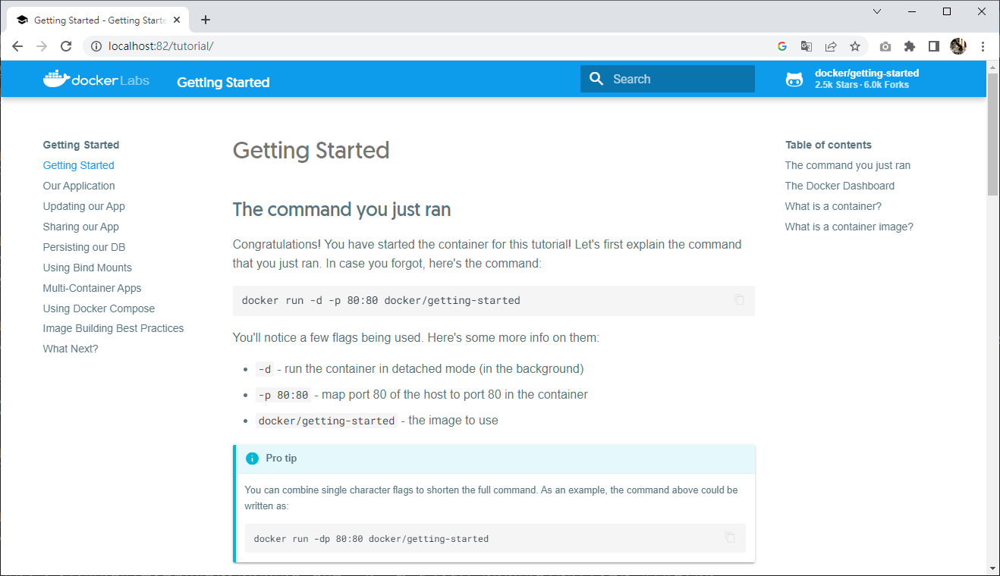 Getting Started - Getting Starte
localhost:82/tutorial/
docker Labs
Getting Started
Search
docker/getting-started
2.5k Stars · 6.0k Forks
Getting Started
Getting Started
Our Application
Updating our App
Sharing our App
Persisting our DB
Using Bind Mounts
Multi-Container Apps
Using Docker Compose
Image Building Best Practices
What Next?
Getting Started
The command you just ran
Congratulations! You have started the container for this tutorial! Let's first explain the command
that you just ran. In case you forgot, here's the command:
docker run -d -p 80:80 docker/getting-started
You'll notice a few flags being used. Here's some more info on them:
-d - run the container in detached mode (in the background)
-p 80:80 - map port 80 of the host to port 80 in the container
docker/getting-started - the image to use
Pro tip
You can combine single character flags to shorten the full command. As an example, the command above could be
written as:
docker run -dp 80:80 docker/getting-started
Table of contents
The command you just ran
The Docker Dashboard
What is a container?
What is a container image?